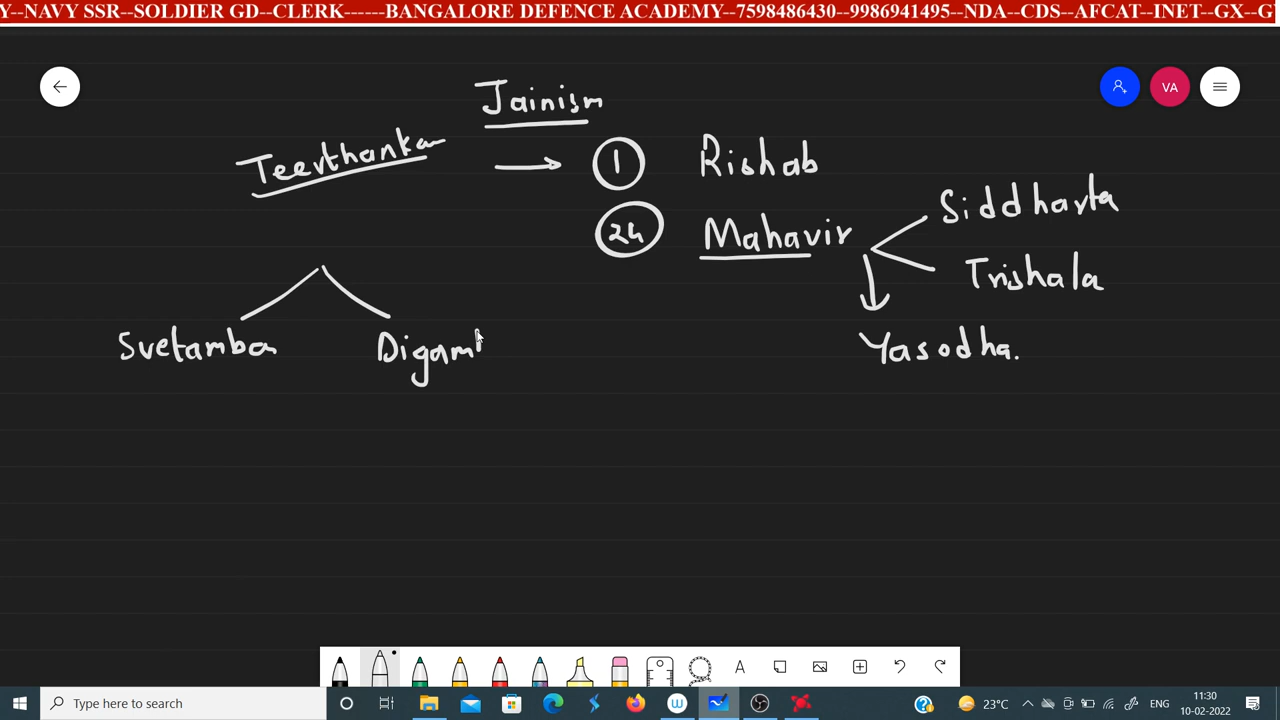 Y--NAVY SSR--SOLDIER GD--CLERK------BANGALORE DEFENCE ACADEMY--7598486430--9986941495--NDA--CDS--AFCAT--INET--GX--G
Jainism
VA
Teerthankar → 1 Rishab
24 Mahavir
Siddharta
Trishala
Svetamba
Digam
Yasodha.
A
Type here to search
23°C
ENG
11:30
10-02-2022